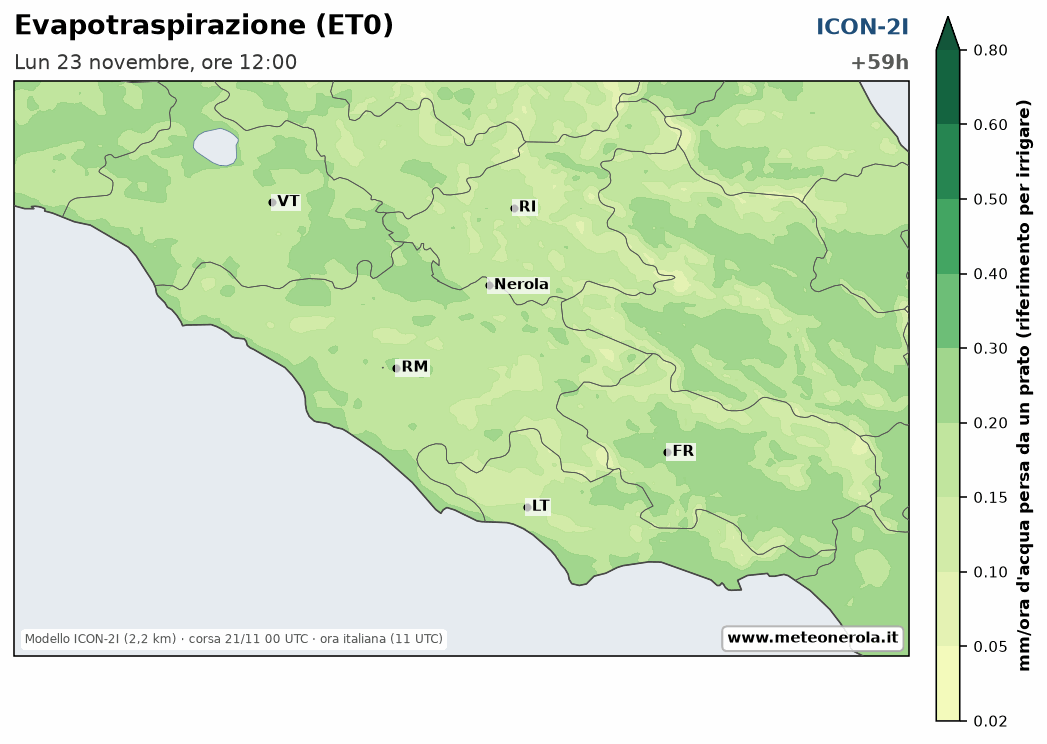 Evapotraspirazione (ET0)
ICON-2I
Lun 23 novembre, ore 12:00
+59h
VT
RI
Nerola
RM
FR
LT
Modello ICON-2I (2,2 km) · corsa 21/11 00 UTC · ora italiana (11 UTC)
www.meteonerola.it
0.80
0.60
0.50
0.40
0.30
0.20
0.15
0.10
0.05
0.02
mm/ora d'acqua persa da un prato (riferimento per irrigare)